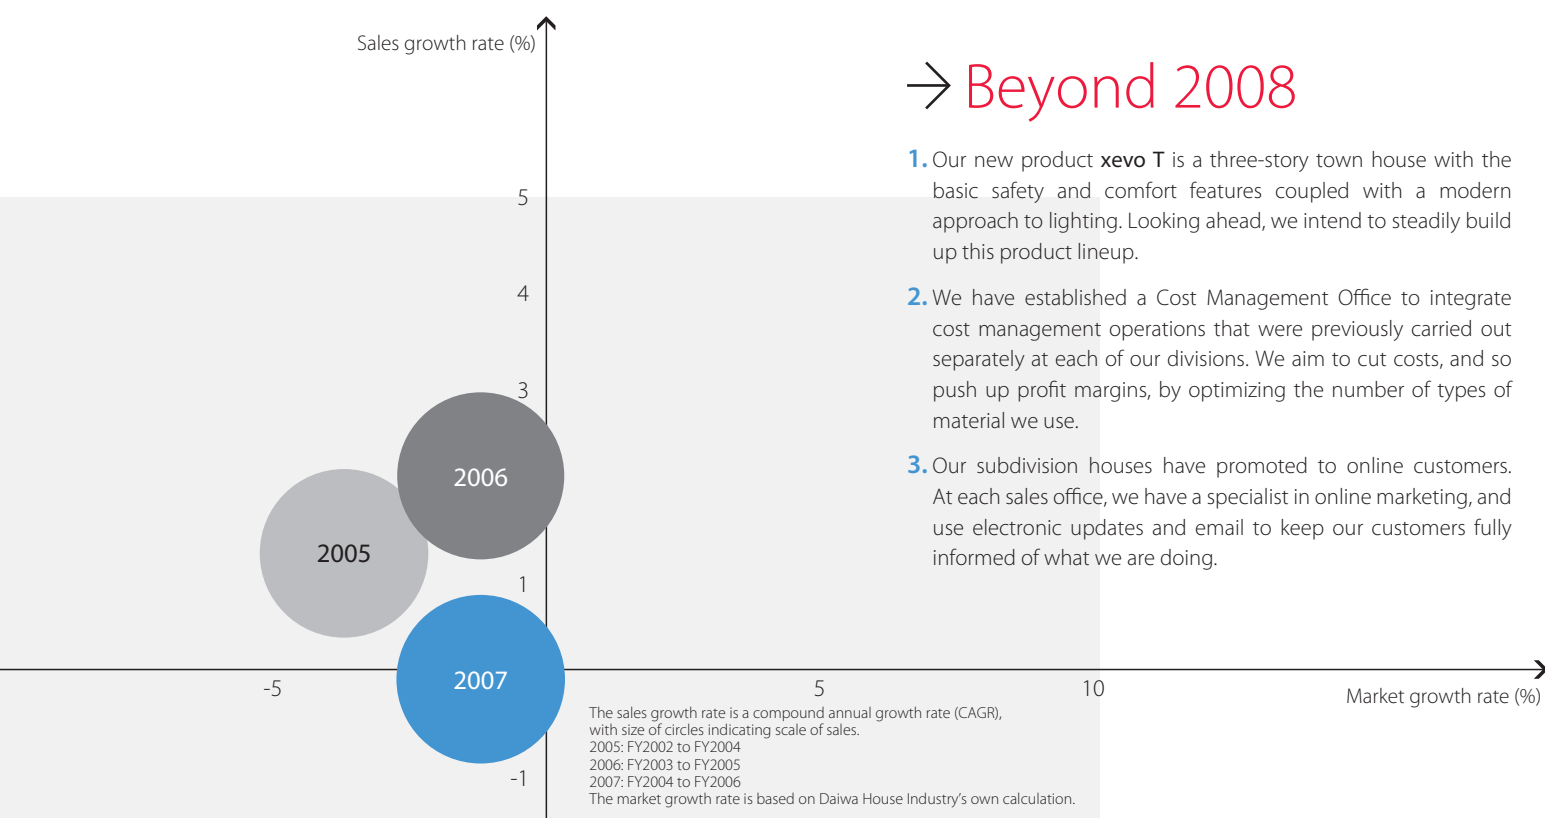 Sales growth rate (%)
5
4
3
1
-1
2006
2005
2007
-5
5
10
Market growth rate (%)
The sales growth rate is a compound annual growth rate (CAGR),
with size of circles indicating scale of sales.
2005: FY2002 to FY2004
2006: FY2003 to FY2005
2007: FY2004 to FY2006
The market growth rate is based on Daiwa House Industry’s own calculation.
→ Beyond 2008
1. Our new product xevo T is a three-story town house with the
basic safety and comfort features coupled with a modern
approach to lighting. Looking ahead, we intend to steadily build
up this product lineup.
2. We have established a Cost Management Office to integrate
cost management operations that were previously carried out
separately at each of our divisions. We aim to cut costs, and so
push up profit margins, by optimizing the number of types of
material we use.
3. Our subdivision houses have promoted to online customers.
At each sales office, we have a specialist in online marketing, and
use electronic updates and email to keep our customers fully
informed of what we are doing.